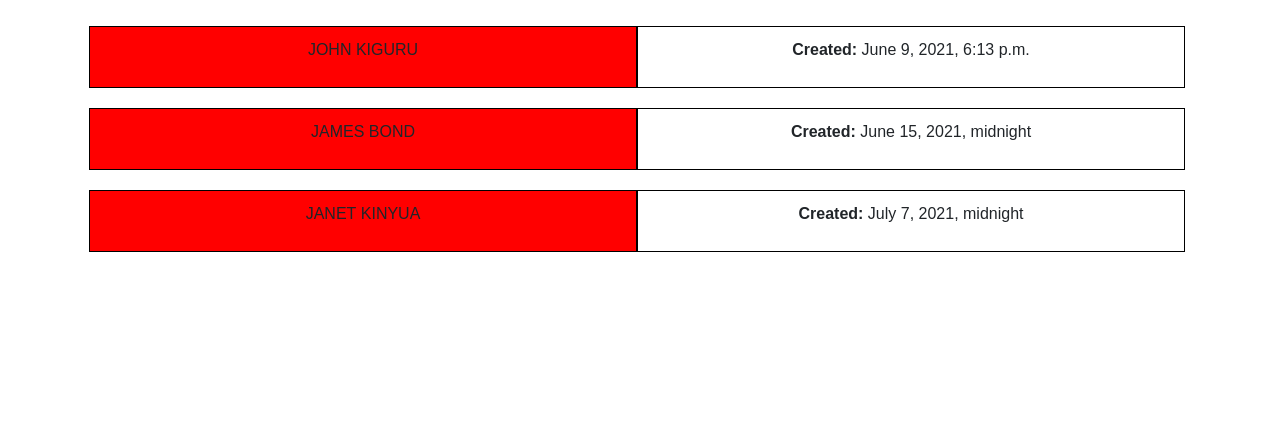 JOHN KIGURU
Created: June 9, 2021, 6:13 p.m.
JAMES BOND
Created: June 15, 2021, midnight
JANET KINYUA
Created: July 7, 2021, midnight